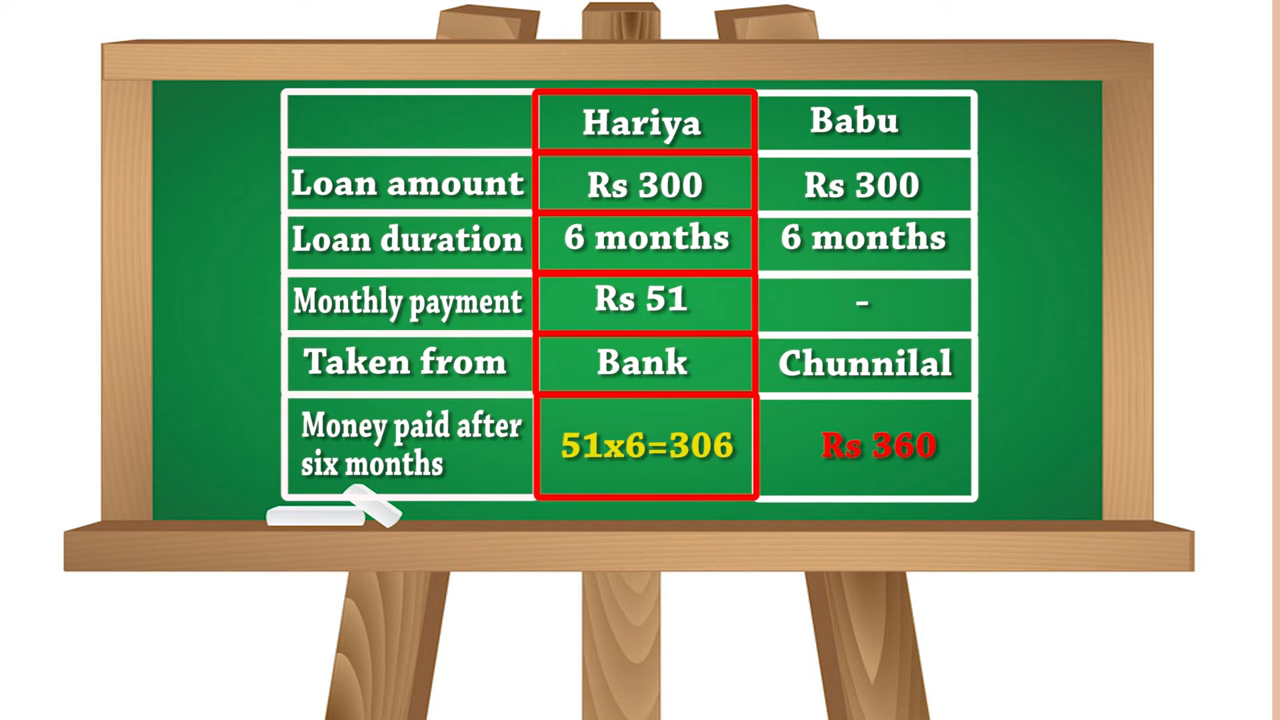 Hariya Babu
Loan amount Rs 300 Rs 300
Loan duration 6 months 6 months
Monthly payment Rs 51 -
Taken from Bank Chunnilal
Money paid after
six months 51x6=306 Rs 360